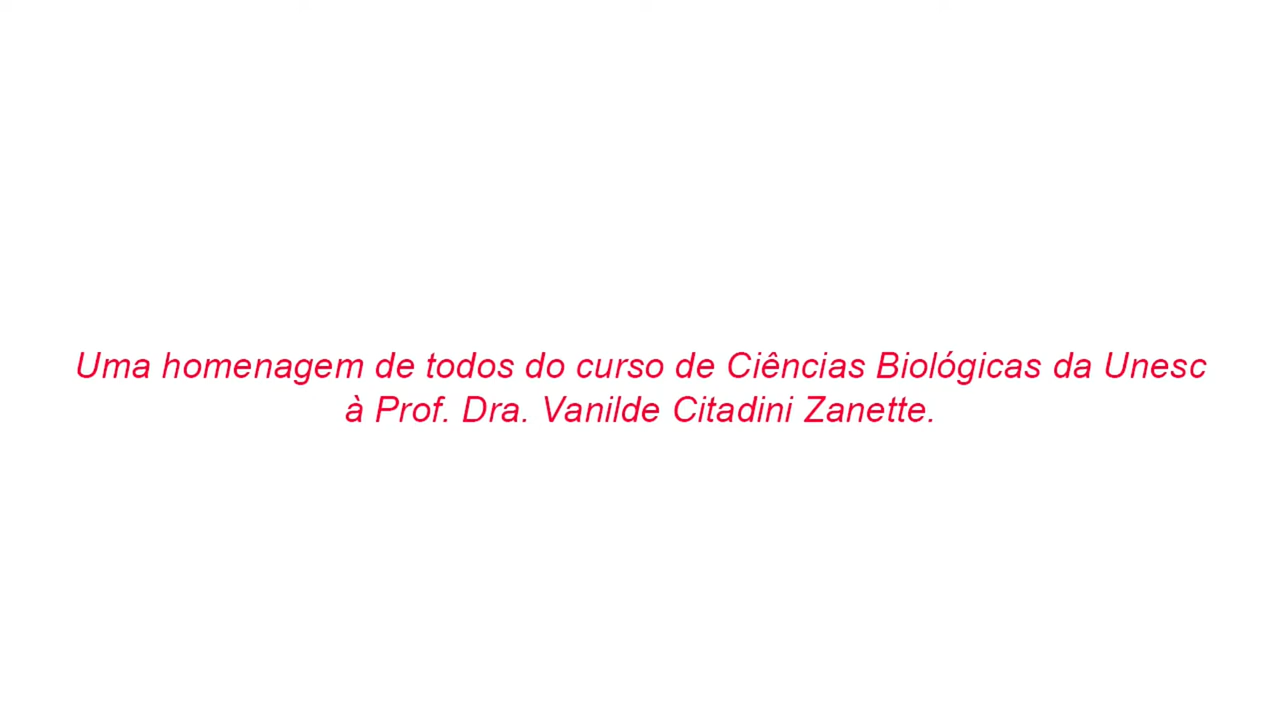 Uma homenagem de todos do curso de Ciências Biológicas da Unesc
à Prof. Dra. Vanilde Citadini Zanette.